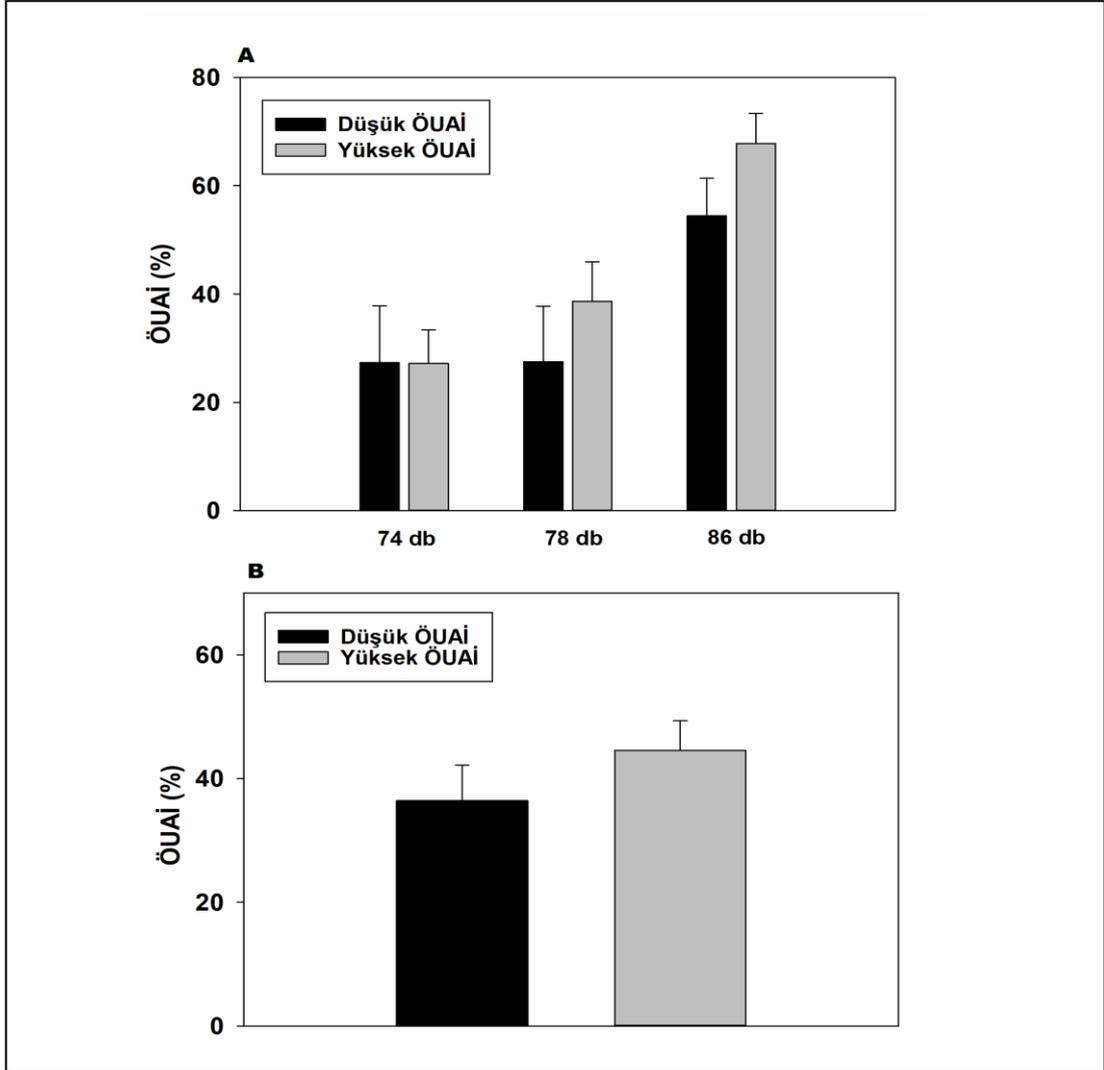 A
80
Düşük ÖUAİ
Yüksek ÖUAİ
60
ÖUAİ (%)
40
20
0
74 db 78 db 86 db
B
Düşük ÖUAİ
Yüksek ÖUAİ
60
ÖUAİ (%)
40
20
0